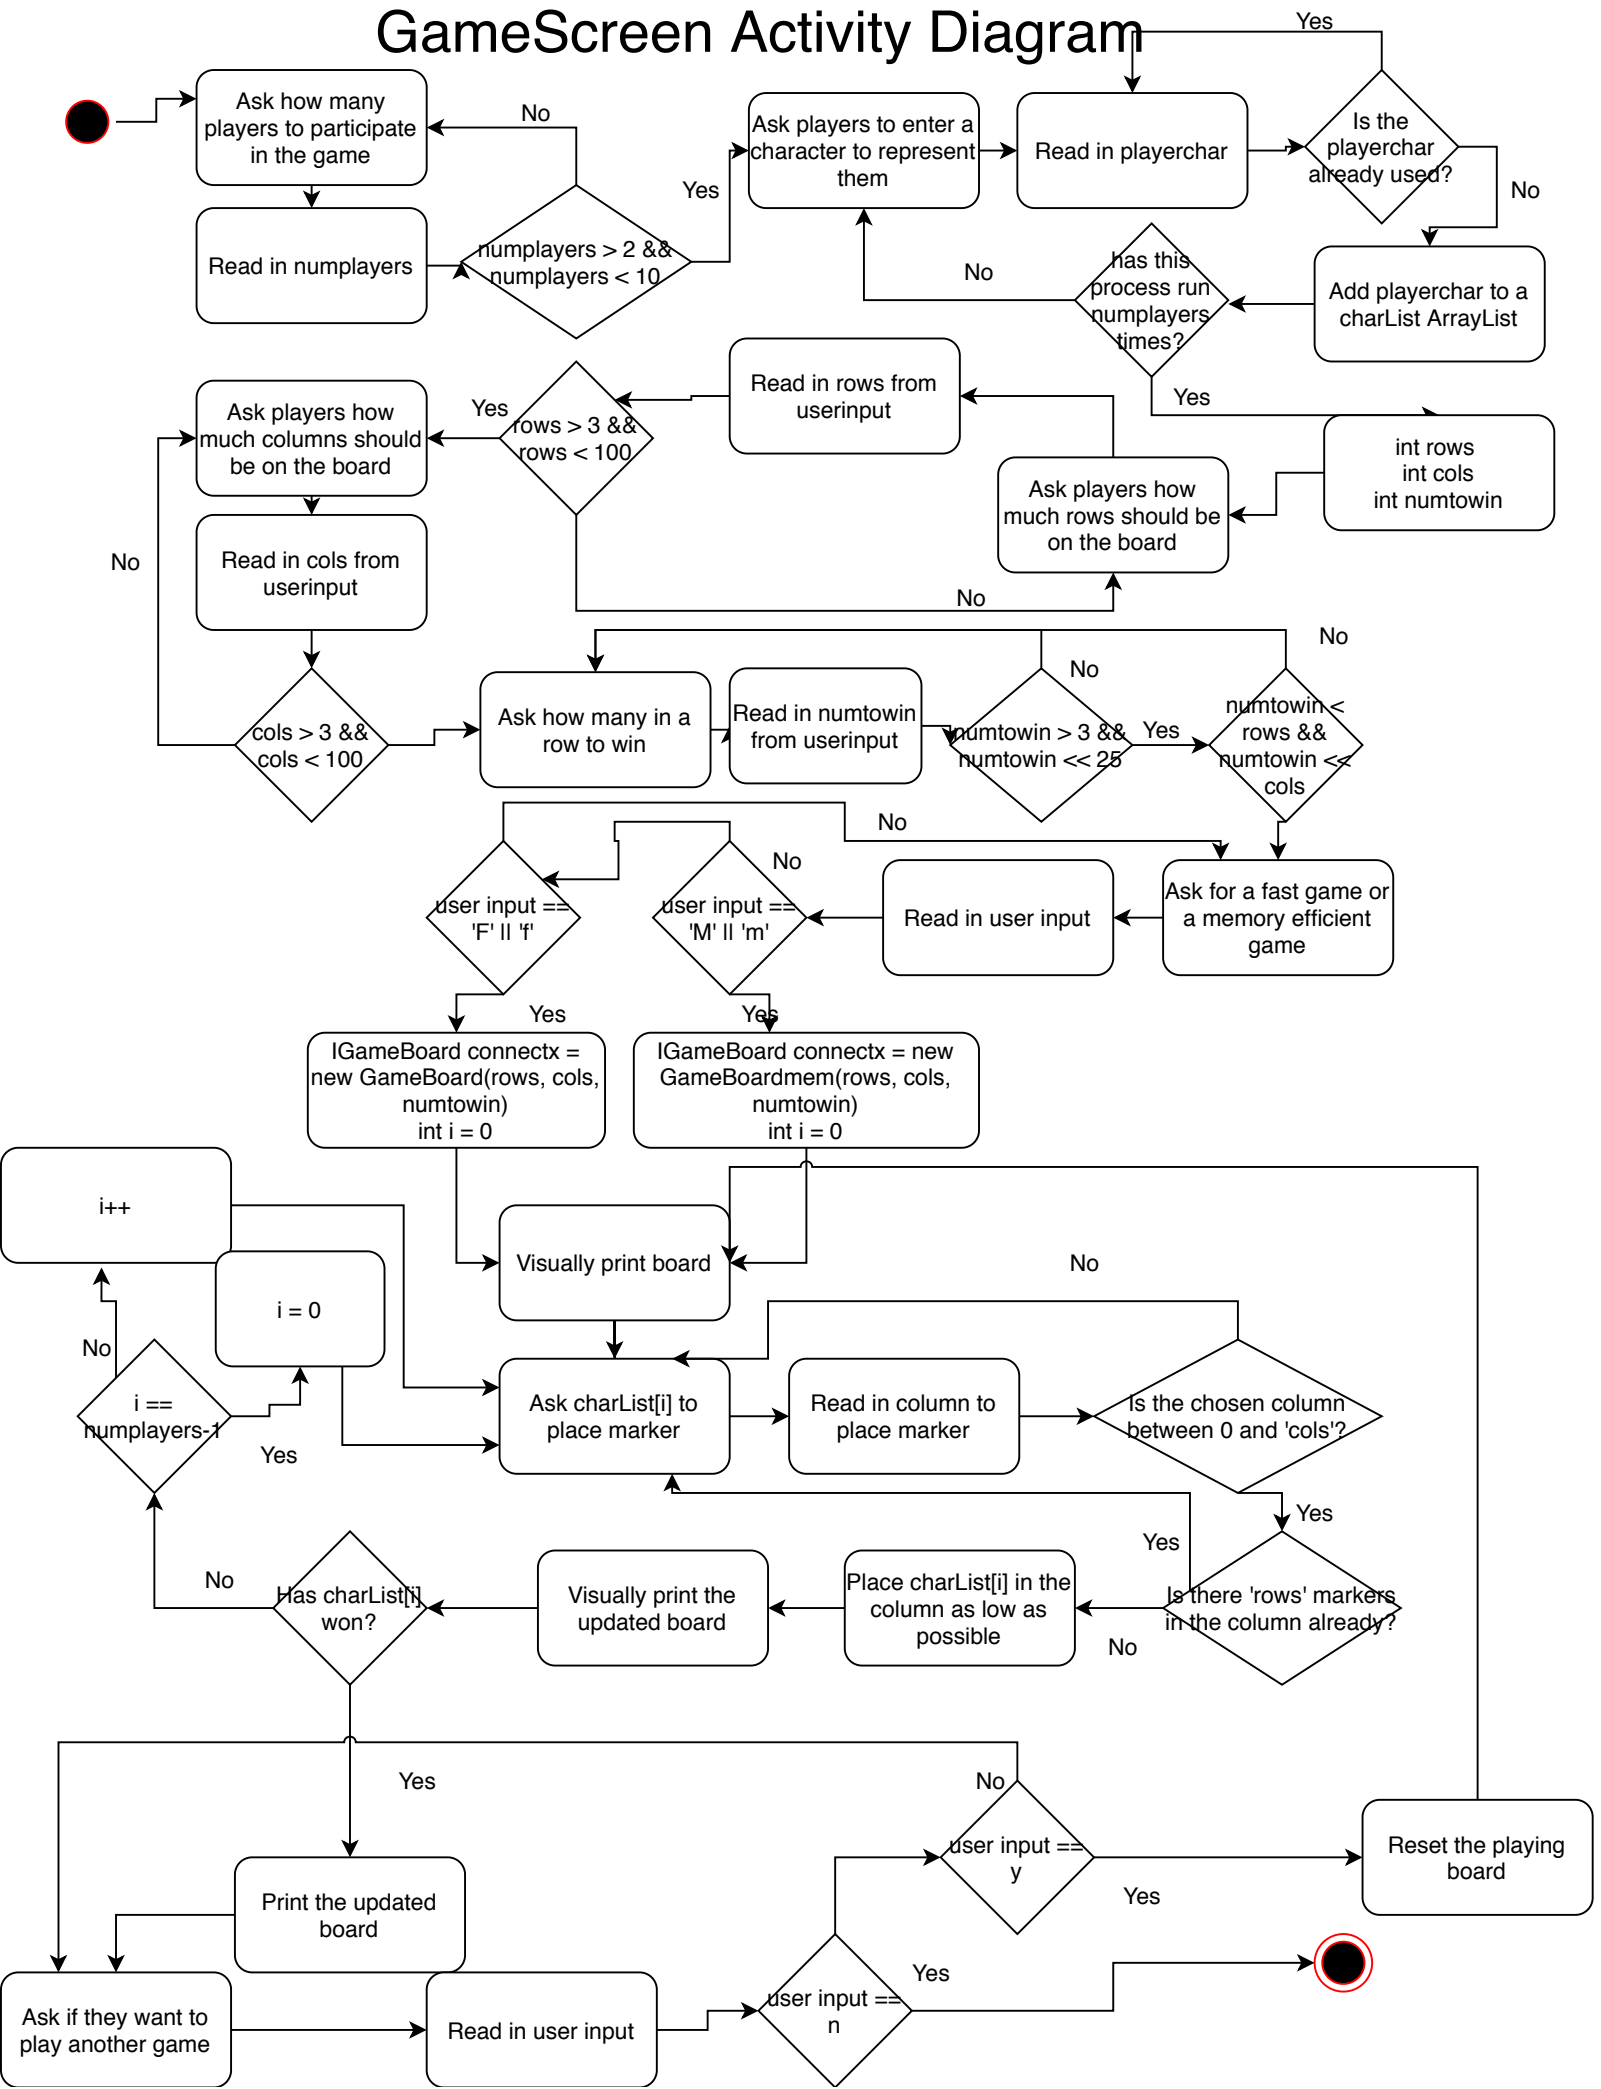 GameScreen Activity Diagram
Ask how many
players to participate
in the game
Read in numplayers
No
numplayers > 2 &&
numplayers < 10
Yes
Ask players to enter a
character to represent
them
Read in playerchar
Yes
Is the
playerchar
already used?
No
Add playerchar to a
charList ArrayList
has this
process run
numplayers
times?
No
Yes
int rows
int cols
int numtowin
Ask players how
much rows should be
on the board
Read in rows from
userinput
rows > 3 &&
rows < 100
Yes
No
Ask players how
much columns should
be on the board
Read in cols from
userinput
No
cols > 3 &&
cols < 100
Ask how many in a
row to win
Read in numtowin
from userinput
numtowin > 3 &&
numtowin << 25
No
Yes
numtowin <
rows &&
numtowin <<
cols
No
Ask for a fast game or
a memory efficient
game
Read in user input
user input ==
'M' || 'm'
No
Yes
user input ==
'F' || 'f'
No
Yes
IGameBoard connectx =
new GameBoard(rows, cols,
numtowin)
int i = 0
IGameBoard connectx = new
GameBoardmem(rows, cols,
numtowin)
int i = 0
Visually print board
i++
i = 0
No
i ==
numplayers-1
Yes
Ask charList[i] to
place marker
Read in column to
place marker
Is the chosen column
between 0 and 'cols'?
No
Yes
Is there 'rows' markers
in the column already?
Yes
No
Place charList[i] in the
column as low as
possible
Visually print the
updated board
Has charList[i]
won?
No
Yes
Print the updated
board
Ask if they want to
play another game
Read in user input
user input ==
n
Yes
user input ==
y
No
Yes
Reset the playing
board